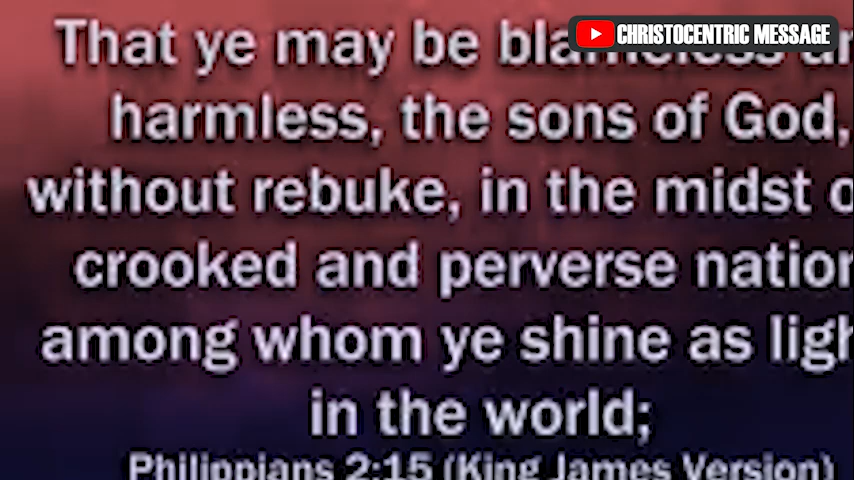 CHRISTOCENTRIC MESSAGE
That ye may be blameless
harmless, the sons of God,
without rebuke, in the midst
crooked and perverse
among whom ye shine as
in the world;
Philippians 2:15 (King James Version)